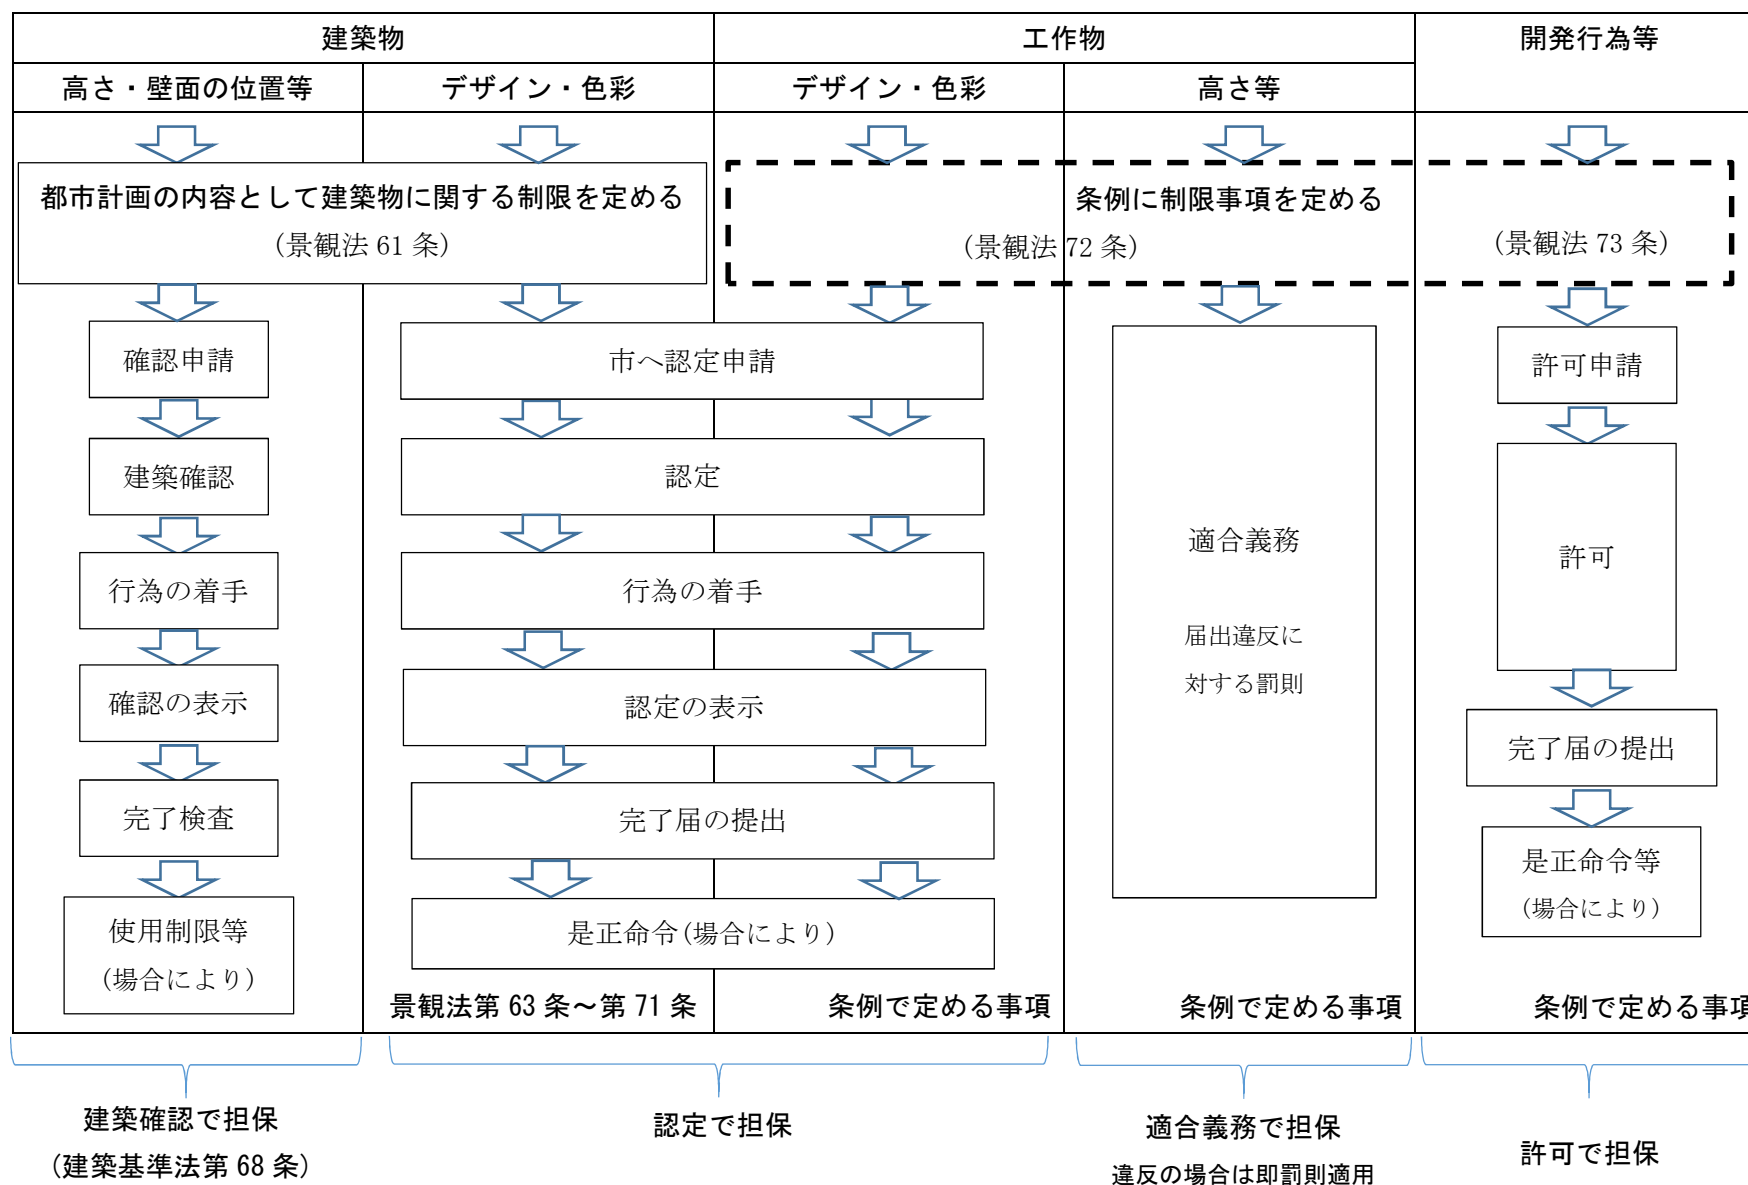 建築物
工作物
開発行為等
高さ・壁面の位置等
デザイン・色彩
デザイン・色彩
高さ等
都市計画の内容として建築物に関する制限を定める
(景観法 61 条)
条例に制限事項を定める
(景観法 72 条)
(景観法 73 条)
確認申請
建築確認
行為の着手
確認の表示
完了検査
使用制限等
(場合により)
市へ認定申請
認定
行為の着手
認定の表示
完了届の提出
是正命令(場合により)
適合義務
届出違反に
対する罰則
許可申請
許可
完了届の提出
是正命令等
(場合により)
景観法第 63 条～第 71 条
条例で定める事項
条例で定める事項
条例で定める事項
建築確認で担保
(建築基準法第 68 条)
認定で担保
適合義務で担保
違反の場合は即罰則適用
許可で担保